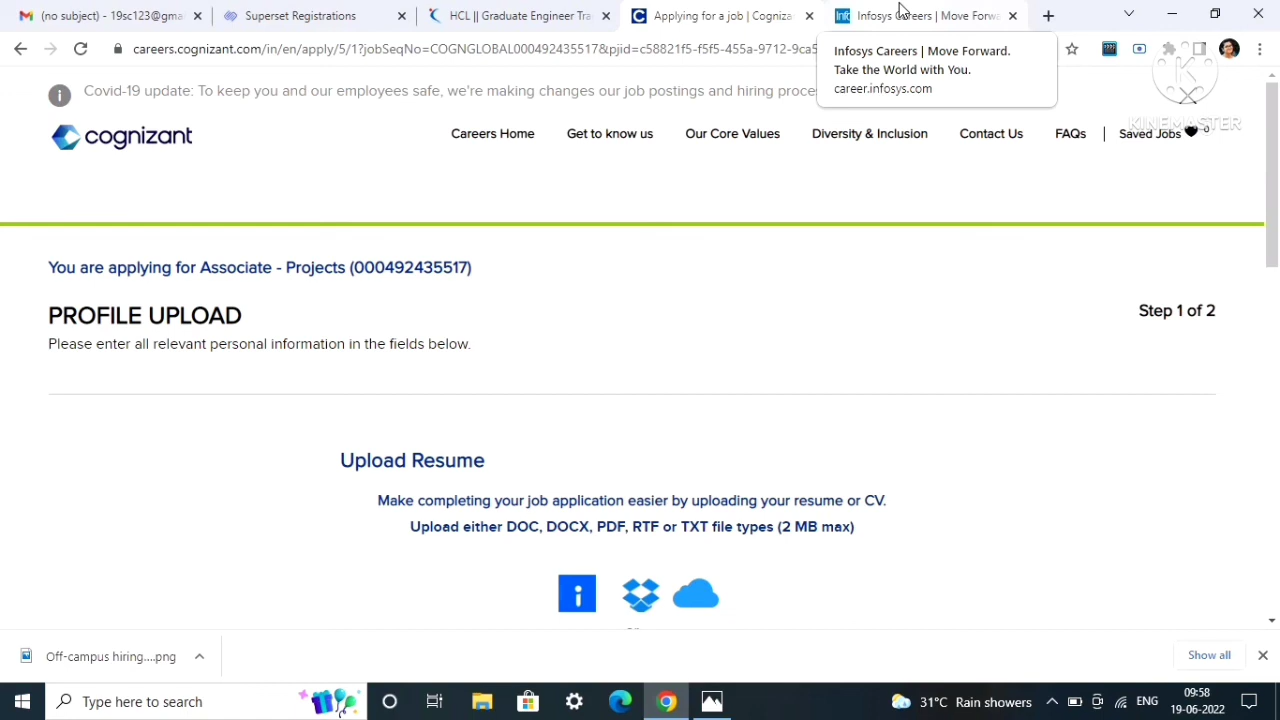 (no subject) - 19sc123@gma
Superset Registrations
HCL || Graduate Engineer Tra
Applying for a job | Cogniza
Infosys Careers | Move Forwa
careers.cognizant.com/in/en/apply/5/1?jobSeqNo=COGNGLOBAL000492435517&pjid=c58821f5-f5f5-455a-9712-9ca5
Infosys Careers | Move Forward.
Take the World with You.
career.infosys.com
Covid-19 update: To keep you and our employees safe, we're making changes our job postings and hiring proce
KINEMASTER
cognizant
Careers Home
Get to know us
Our Core Values
Diversity & Inclusion
Contact Us
FAQs
Saved Jobs 0
You are applying for Associate - Projects (000492435517)
PROFILE UPLOAD
Step 1 of 2
Please enter all relevant personal information in the fields below.
Upload Resume
Make completing your job application easier by uploading your resume or CV.
Upload either DOC, DOCX, PDF, RTF or TXT file types (2 MB max)
Off-campus hiring....png
Show all
Type here to search
31°C Rain showers
ENG
09:58
19-06-2022